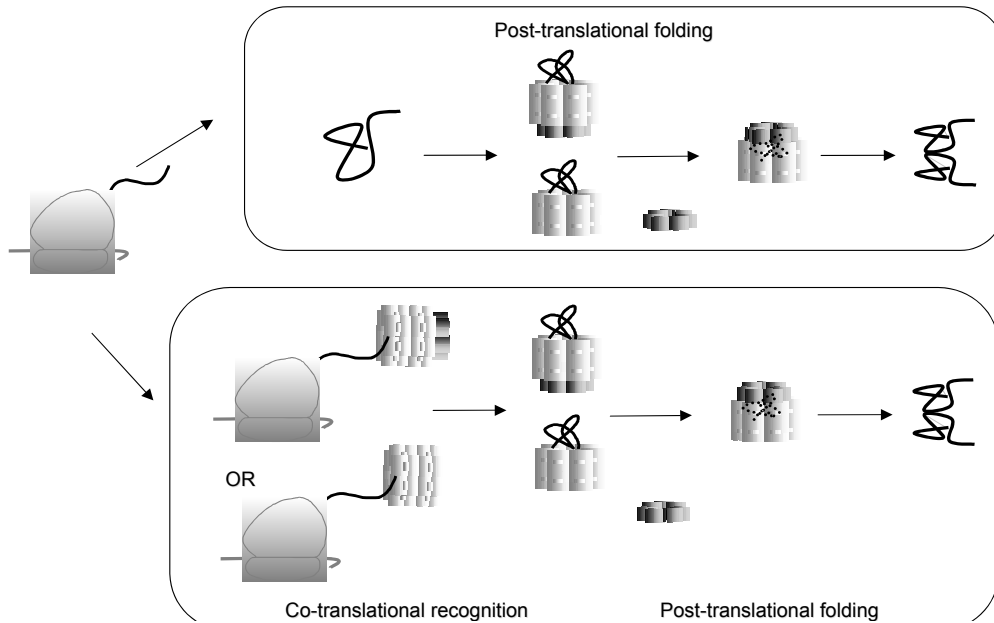 Post-translational folding
OR
Co-translational recognition
Post-translational folding